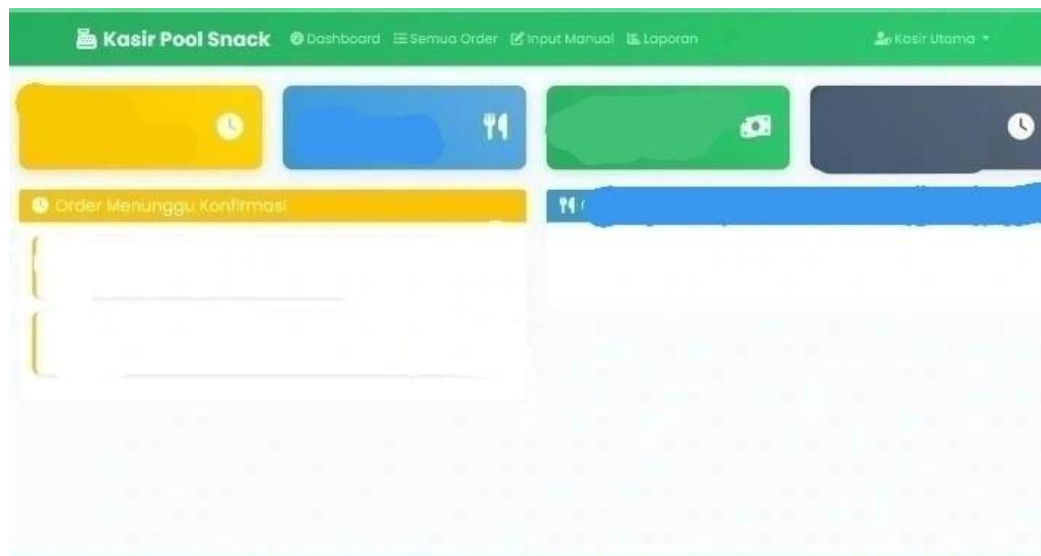 Kasir Pool Snack Dashboard Semua Order Input Manual Laporan Kasir Utama
Order Menunggu Konfirmasi